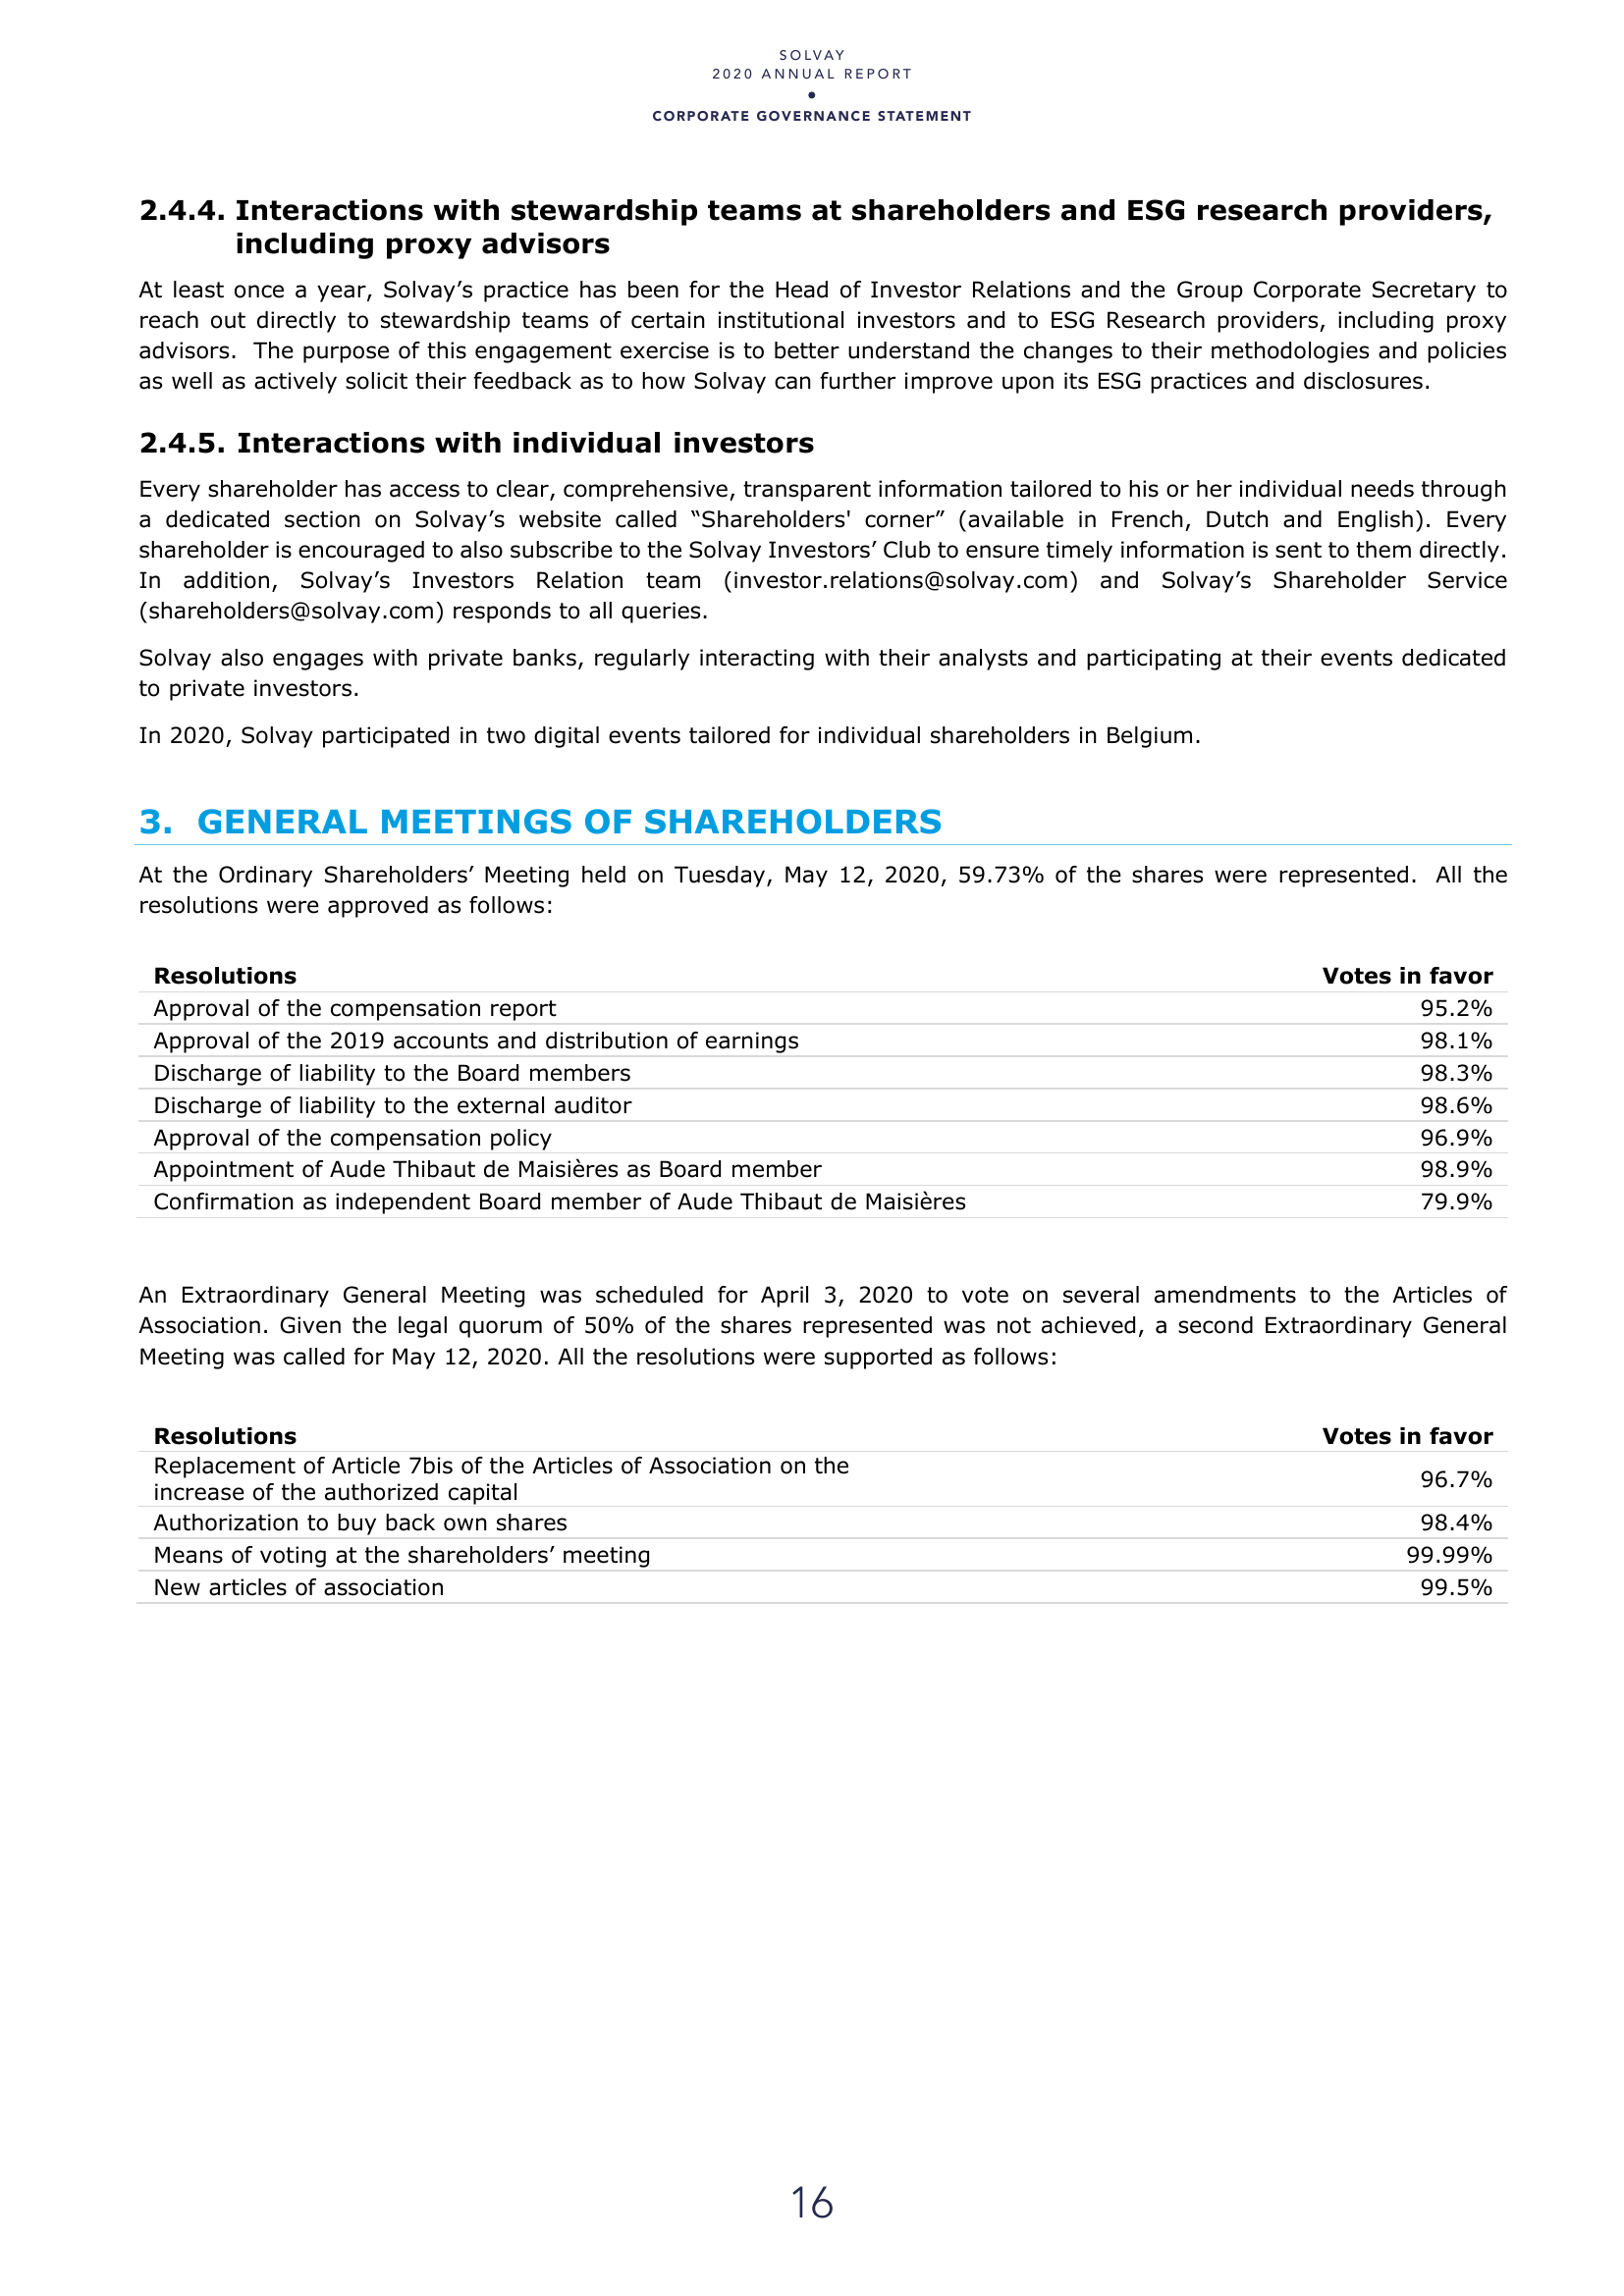 SOLVAY
2020 ANNUAL REPORT
•
CORPORATE GOVERNANCE STATEMENT
2.4.4. Interactions with stewardship teams at shareholders and ESG research providers,
including proxy advisors
At least once a year, Solvay’s practice has been for the Head of Investor Relations and the Group Corporate Secretary to
reach out directly to stewardship teams of certain institutional investors and to ESG Research providers, including proxy
advisors.  The purpose of this engagement exercise is to better understand the changes to their methodologies and policies
as well as actively solicit their feedback as to how Solvay can further improve upon its ESG practices and disclosures.
2.4.5. Interactions with individual investors
Every shareholder has access to clear, comprehensive, transparent information tailored to his or her individual needs through
a dedicated section on Solvay’s website called “Shareholders' corner” (available in French, Dutch and English). Every
shareholder is encouraged to also subscribe to the Solvay Investors’ Club to ensure timely information is sent to them directly.
In addition, Solvay’s Investors Relation team (investor.relations@solvay.com) and Solvay’s Shareholder Service
(shareholders@solvay.com) responds to all queries.
Solvay also engages with private banks, regularly interacting with their analysts and participating at their events dedicated
to private investors.
In 2020, Solvay participated in two digital events tailored for individual shareholders in Belgium.
3. GENERAL MEETINGS OF SHAREHOLDERS
At the Ordinary Shareholders’ Meeting held on Tuesday, May 12, 2020, 59.73% of the shares were represented.  All the
resolutions were approved as follows:
Resolutions Votes in favor
Approval of the compensation report 95.2%
Approval of the 2019 accounts and distribution of earnings 98.1%
Discharge of liability to the Board members 98.3%
Discharge of liability to the external auditor 98.6%
Approval of the compensation policy 96.9%
Appointment of Aude Thibaut de Maisières as Board member 98.9%
Confirmation as independent Board member of Aude Thibaut de Maisières 79.9%
An Extraordinary General Meeting was scheduled for April 3, 2020 to vote on several amendments to the Articles of
Association. Given the legal quorum of 50% of the shares represented was not achieved, a second Extraordinary General
Meeting was called for May 12, 2020. All the resolutions were supported as follows:
Resolutions Votes in favor
Replacement of Article 7bis of the Articles of Association on the
increase of the authorized capital 96.7%
Authorization to buy back own shares 98.4%
Means of voting at the shareholders’ meeting 99.99%
New articles of association 99.5%
16